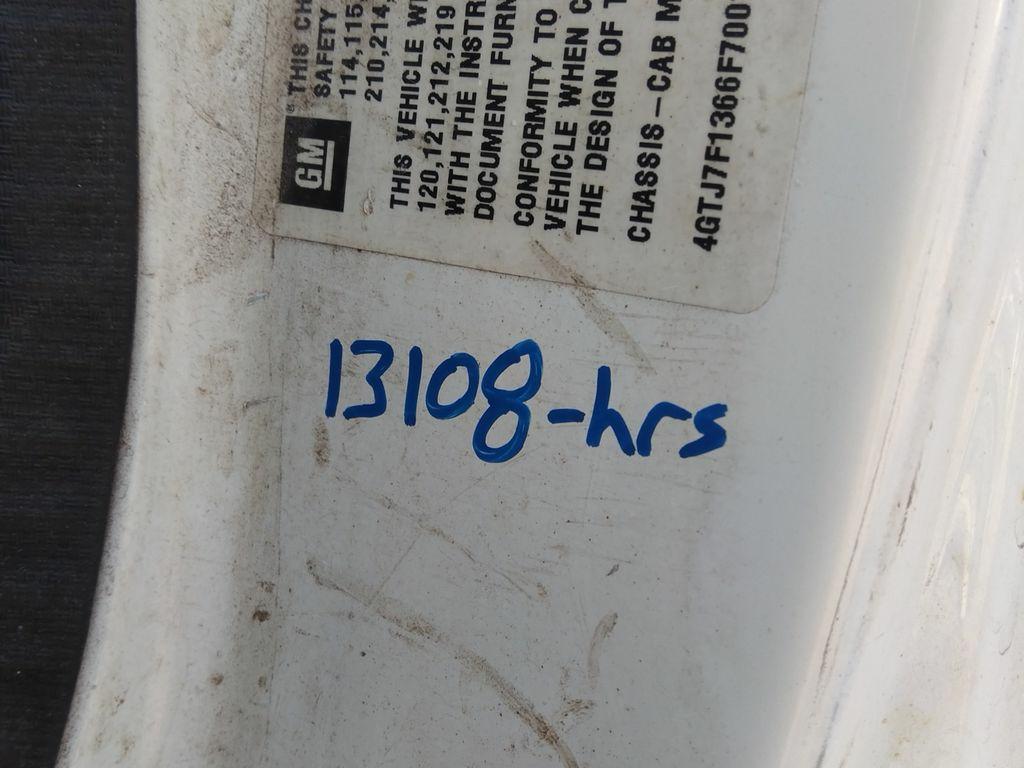 GM
"THIS CH
SAFETY
114,115,
210,214,
THIS VEHICLE WI
120,121,212,219
WITH THE INSTR
DOCUMENT FURN
CONFORMITY TO
VEHICLE WHEN C
THE DESIGN OF T
CHASSIS-CAB M
4GTJ7F1366F700
13108-hrs